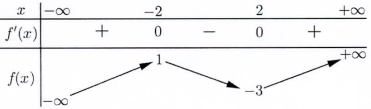 x −∞ −2 2 +∞
f′(x) + 0 − 0 +
f(x) −∞ 1 −3 +∞